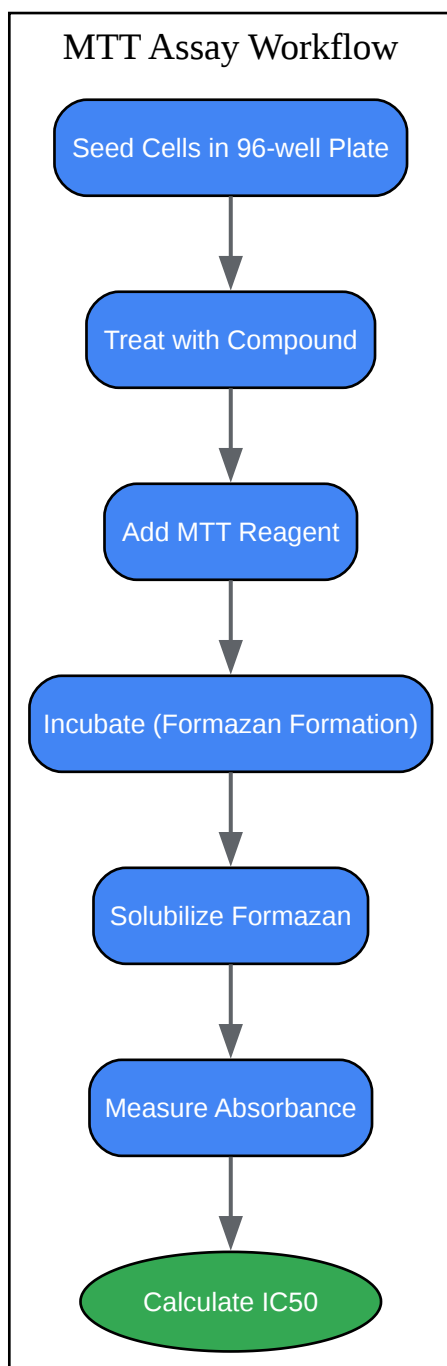 MTT Assay Workflow
Seed Cells in 96-well Plate
Treat with Compound
Add MTT Reagent
Incubate (Formazan Formation)
Solubilize Formazan
Measure Absorbance
Calculate IC50